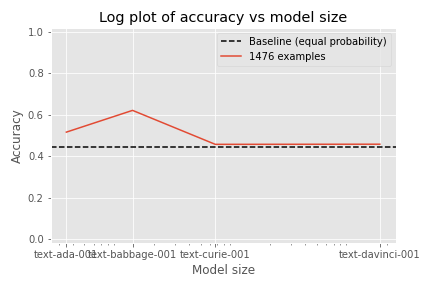 Log plot of accuracy vs model size
Baseline (equal probability)
1476 examples
Accuracy
1.0
0.8
0.6
0.4
0.2
0.0
text-ada-001 text-babbage-001 text-curie-001 text-davinci-001
Model size